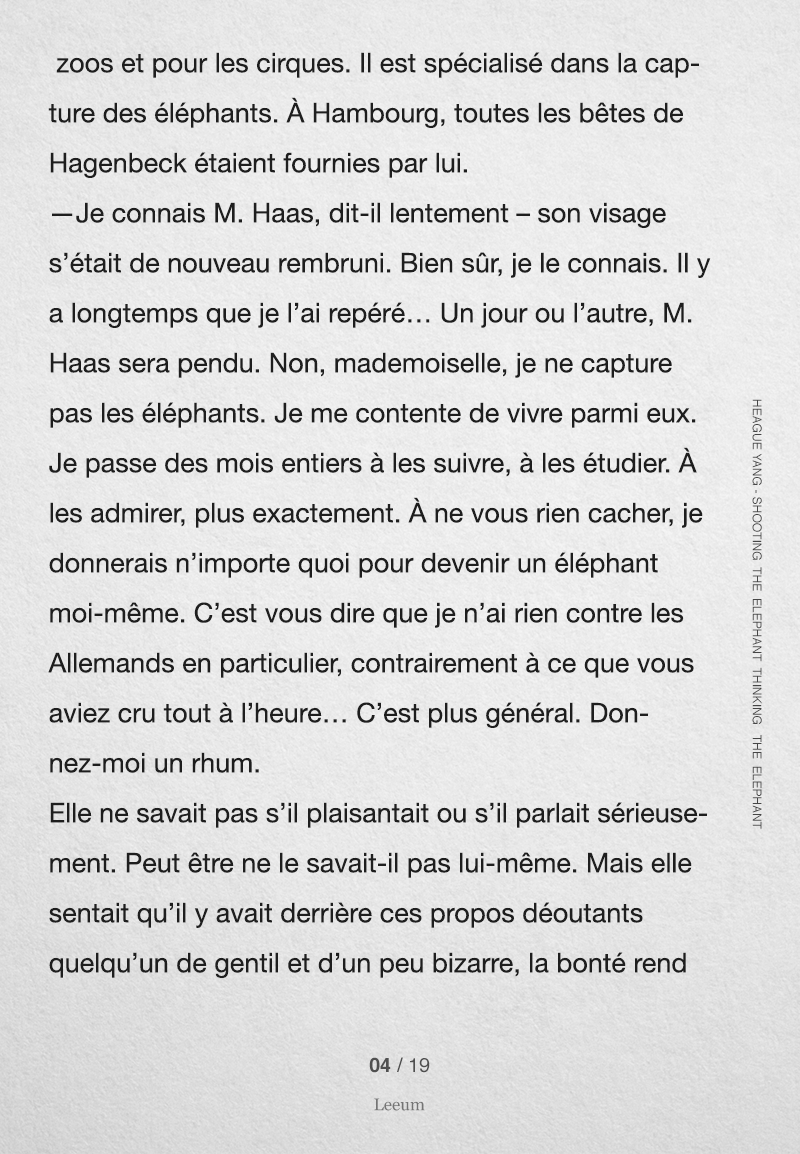 zoos et pour les cirques. Il est spécialisé dans la cap-
ture des éléphants. À Hambourg, toutes les bêtes de
Hagenbeck étaient fournies par lui.
—Je connais M. Haas, dit-il lentement – son visage
s’était de nouveau rembruni. Bien sûr, je le connais. Il y
a longtemps que je l’ai repéré… Un jour ou l’autre, M.
Haas sera pendu. Non, mademoiselle, je ne capture
pas les éléphants. Je me contente de vivre parmi eux.
Je passe des mois entiers à les suivre, à les étudier. À
les admirer, plus exactement. À ne vous rien cacher, je
donnerais n’importe quoi pour devenir un éléphant
moi-même. C’est vous dire que je n’ai rien contre les
Allemands en particulier, contrairement à ce que vous
aviez cru tout à l’heure… C’est plus général. Don-
nez-moi un rhum.
Elle ne savait pas s’il plaisantait ou s’il parlait sérieuse-
ment. Peut être ne le savait-il pas lui-même. Mais elle
sentait qu’il y avait derrière ces propos déoutants
quelqu’un de gentil et d’un peu bizarre, la bonté rend
HEAGUE YANG - SHOOTING THE ELEPHANT THINKING THE ELEPHANT
04 / 19
Leeum